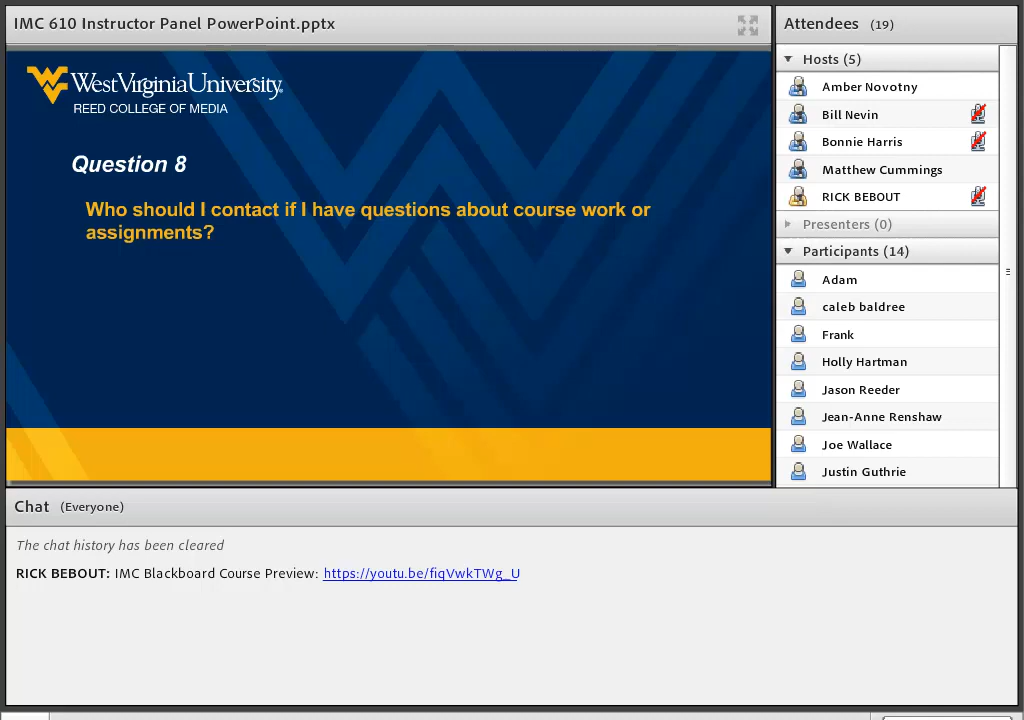 IMC 610 Instructor Panel PowerPoint.pptx
West Virginia University®
REED COLLEGE OF MEDIA
Question 8
Who should I contact if I have questions about course work or
assignments?
Attendees (19)
Hosts (5)
Amber Novotny
Bill Nevin
Bonnie Harris
Matthew Cummings
RICK BEBOUT
Presenters (0)
Participants (14)
Adam
caleb baldree
Frank
Holly Hartman
Jason Reeder
Jean-Anne Renshaw
Joe Wallace
Justin Guthrie
Chat (Everyone)
The chat history has been cleared
RICK BEBOUT: IMC Blackboard Course Preview: https://youtu.be/fiqVwkTWg_U